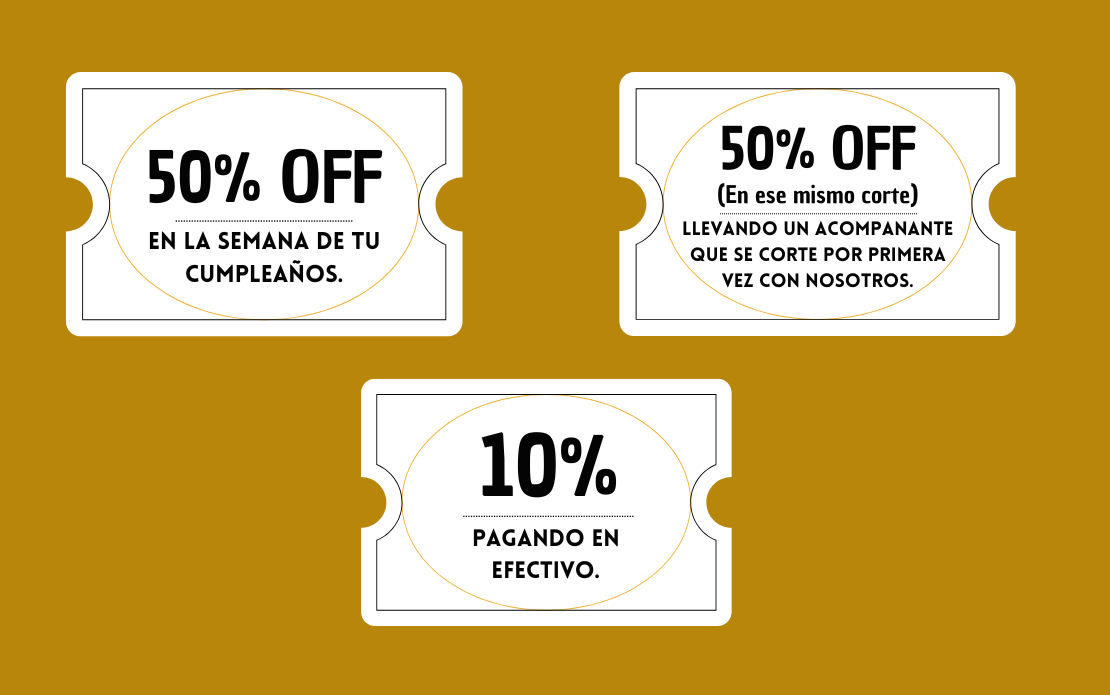 50% OFF
EN LA SEMANA DE TU
CUMPLEAÑOS.
50% OFF
(En ese mismo corte)
LLEVANDO UN ACOMPANANTE
QUE SE CORTE POR PRIMERA
VEZ CON NOSOTROS.
10%
PAGANDO EN
EFECTIVO.